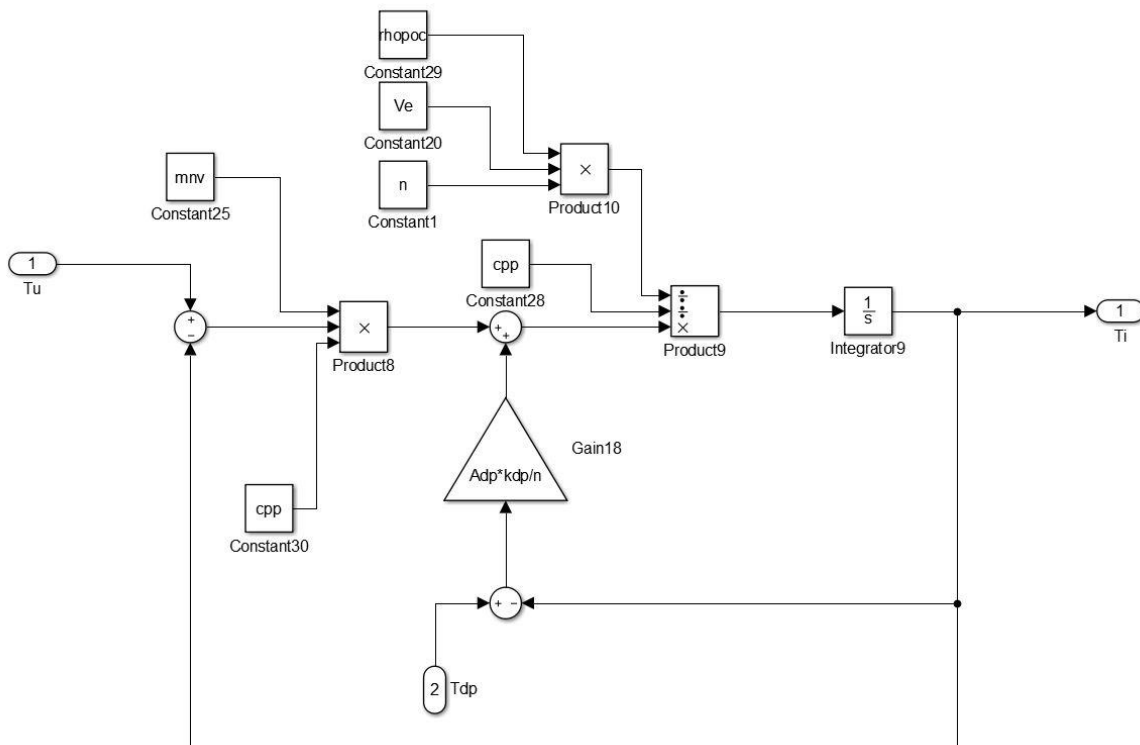 rhopoc
Constant29
Ve
Constant20
n
Constant1
×
Product10
mnv
Constant25
1
Tu
+
−
cpp
Constant28
×
Product8
+
+
÷
÷
×
Product9
1
s
Integrator9
1
Ti
Gain18
Adp*kdp/n
cpp
Constant30
+ −
2
Tdp